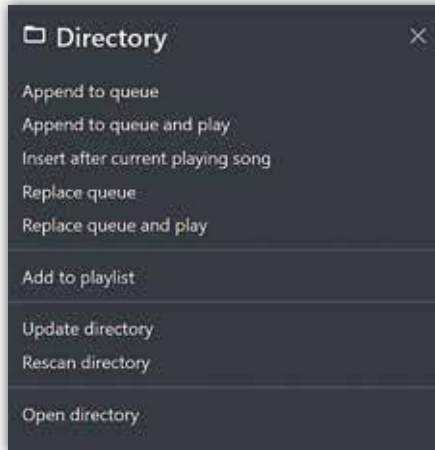 Directory
Append to queue
Append to queue and play
Insert after current playing song
Replace queue
Replace queue and play
Add to playlist
Update directory
Rescan directory
Open directory